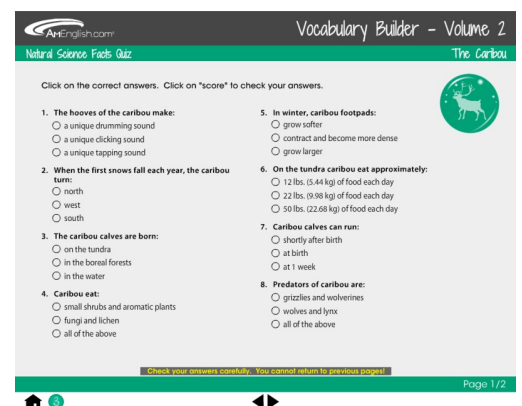 AmEnglish.com
Vocabulary Builder – Volume 2
Natural Science Facts Quiz
The Caribou
Click on the correct answers. Click on "score" to check your answers.
1. The hooves of the caribou make:
a unique drumming sound
a unique clicking sound
a unique tapping sound
2. When the first snows fall each year, the caribou
turn:
north
west
south
3. The caribou calves are born:
on the tundra
in the boreal forests
in the water
4. Caribou eat:
small shrubs and aromatic plants
fungi and lichen
all of the above
5. In winter, caribou footpads:
grow softer
contract and become more dense
grow larger
6. On the tundra caribou eat approximately:
12 lbs. (5.44 kg) of food each day
22 lbs. (9.98 kg) of food each day
50 lbs. (22.68 kg) of food each day
7. Caribou calves can run:
shortly after birth
at birth
at 1 week
8. Predators of caribou are:
grizzlies and wolverines
wolves and lynx
all of the above
Check your answers carefully. You cannot return to previous pages!
Page 1/2